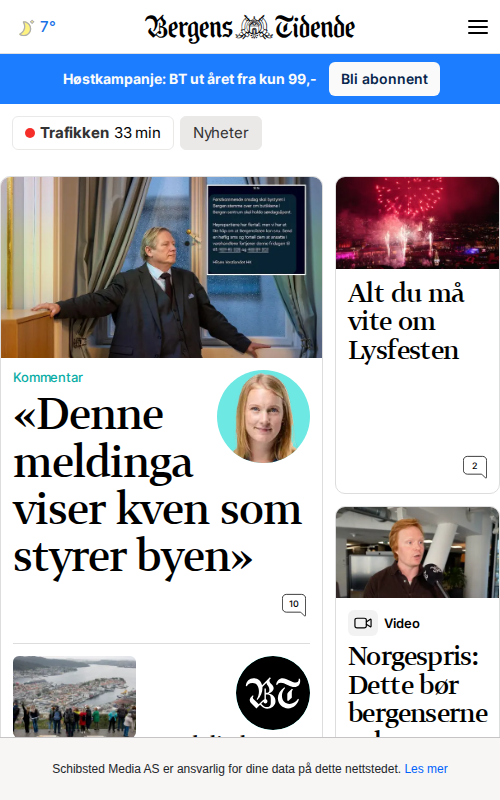 7°
Bergens Tidende
Høstkampanje: BT ut året fra kun 99,-
Bli abonnent
Trafikken 33 min
Nyheter
Kommentar
«Denne
meldinga
viser kven som
styrer byen»
10
Alt du må
vite om
Lysfesten
2
Video
Norgespris:
Dette bør
bergenserne
BT
Schibsted Media AS er ansvarlig for dine data på dette nettstedet. Les mer